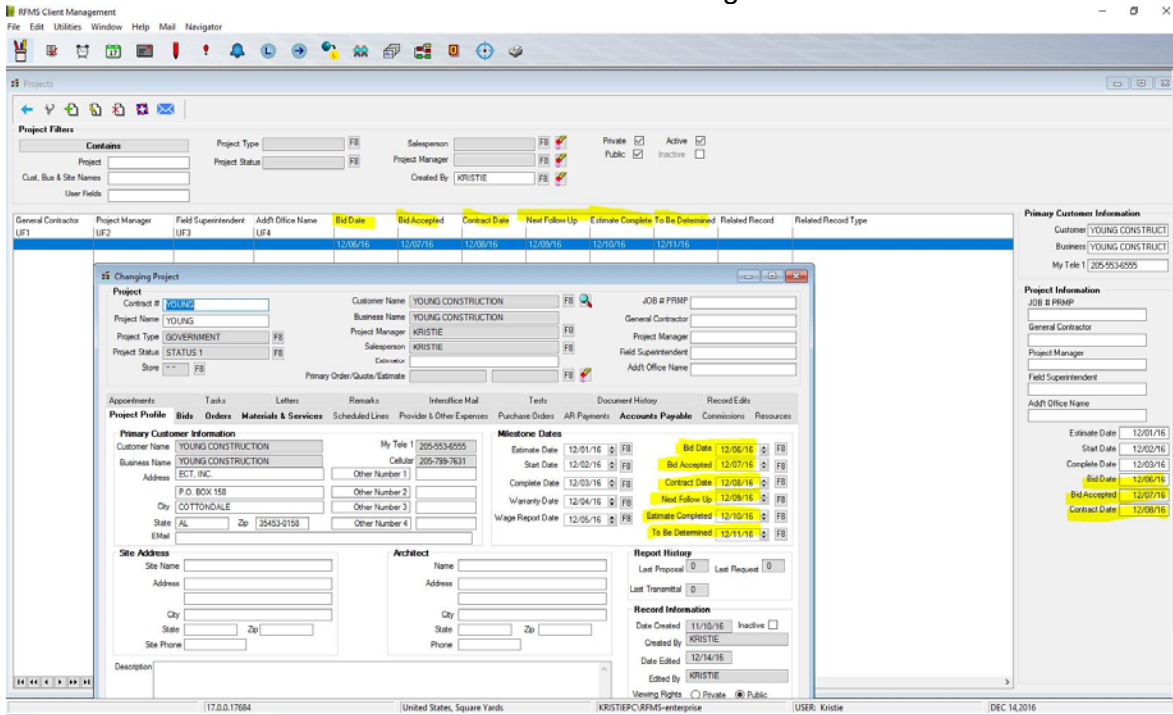 RFMS Client Management
File Edit Utilities Window Help Mail Navigator
Projects
Project Filters
Contains
Project
Cust, Bus & Site Names
User Fields
Project Type F8
Project Status F8
Salesperson F8
Project Manager F8
Created By KRISTIE F8
Private Active
Public Inactive
General Contractor Project Manager Field Superintendent Add't Office Name Bid Date Bid Accepted Contract Date Next Follow Up Estimate Complete To Be Determined Related Record Related Record Type
UF1 UF2 UF3 UF4
12/06/16 12/07/16 12/08/16 12/09/16 12/10/16 12/11/16
Changing Project
Project
Contract # YOUNG
Project Name YOUNG
Project Type GOVERNMENT F8
Project Status STATUS 1 F8
Store F8
Customer Name YOUNG CONSTRUCTION F8
Business Name YOUNG CONSTRUCTION
Project Manager KRISTIE F8
Salesperson KRISTIE F8
Estimator
Primary Order/Quote/Estimate F8
JOB # PRMP
General Contractor
Project Manager
Field Superintendent
Add't Office Name
Appointments Tasks Letters Remarks Interoffice Mail Tests Document History Record Edits
Project Profile Bids Orders Materials & Services Scheduled Lines Provider & Other Expenses Purchase Orders AR Payments Accounts Payable Commissions Resources
Primary Customer Information
Customer Name YOUNG CONSTRUCTION
Business Name YOUNG CONSTRUCTION
Address ECT, INC.
P.O. BOX 158
City COTTONDALE
State AL Zip 35453-0158
EMail
My Tele 1 205-553-6555
Cellular 205-799-7631
Other Number 1
Other Number 2
Other Number 3
Other Number 4
Milestone Dates
Estimate Date 12/01/16 F8
Start Date 12/02/16 F8
Complete Date 12/03/16 F8
Warranty Date 12/04/16 F8
Wage Report Date 12/05/16 F8
Bid Date 12/06/16 F8
Bid Accepted 12/07/16 F8
Contract Date 12/08/16 F8
Next Follow Up 12/09/16 F8
Estimate Completed 12/10/16 F8
To Be Determined 12/11/16 F8
Site Address
Site Name
Address
City
State Zip
Site Phone
Architect
Name
Address
City
State Zip
Phone
Report History
Last Proposal 0 Last Request 0
Last Transmittal 0
Record Information
Date Created 11/10/16 Inactive
Created By KRISTIE
Date Edited 12/14/16
Edited By KRISTIE
Viewing Rights Private Public
Description
Primary Customer Information
Customer YOUNG CONSTRUCT
Business YOUNG CONSTRUCT
My Tele 1 205-553-6555
Project Information
JOB # PRMP
General Contractor
Project Manager
Field Superintendent
Add't Office Name
Estimate Date 12/01/16
Start Date 12/02/16
Complete Date 12/03/16
Bid Date 12/06/16
Bid Accepted 12/07/16
Contract Date 12/08/16
17.0.0.17684 United States, Square Yards KRISTIEPC\RFMS-enterprise USER: Kristie DEC 14,2016